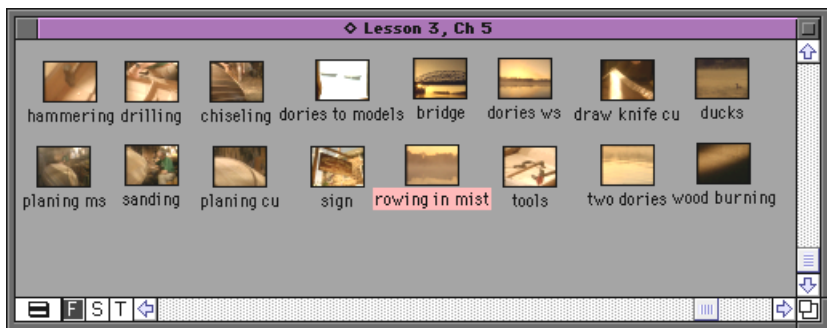 ◇ Lesson 3, Ch 5
hammering drilling chiseling dories to models bridge dories ws draw knife cu ducks
planing ms sanding planing cu sign rowing in mist tools two dories wood burning
F S T